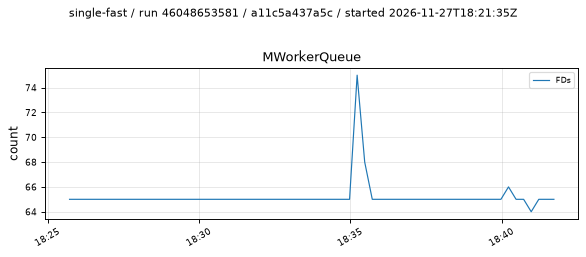 single-fast / run 46048653581 / a11c5a437a5c / started 2026-11-27T18:21:35Z
MWorkerQueue
FDs
count
74
72
70
68
66
64
18:25
18:30
18:35
18:40